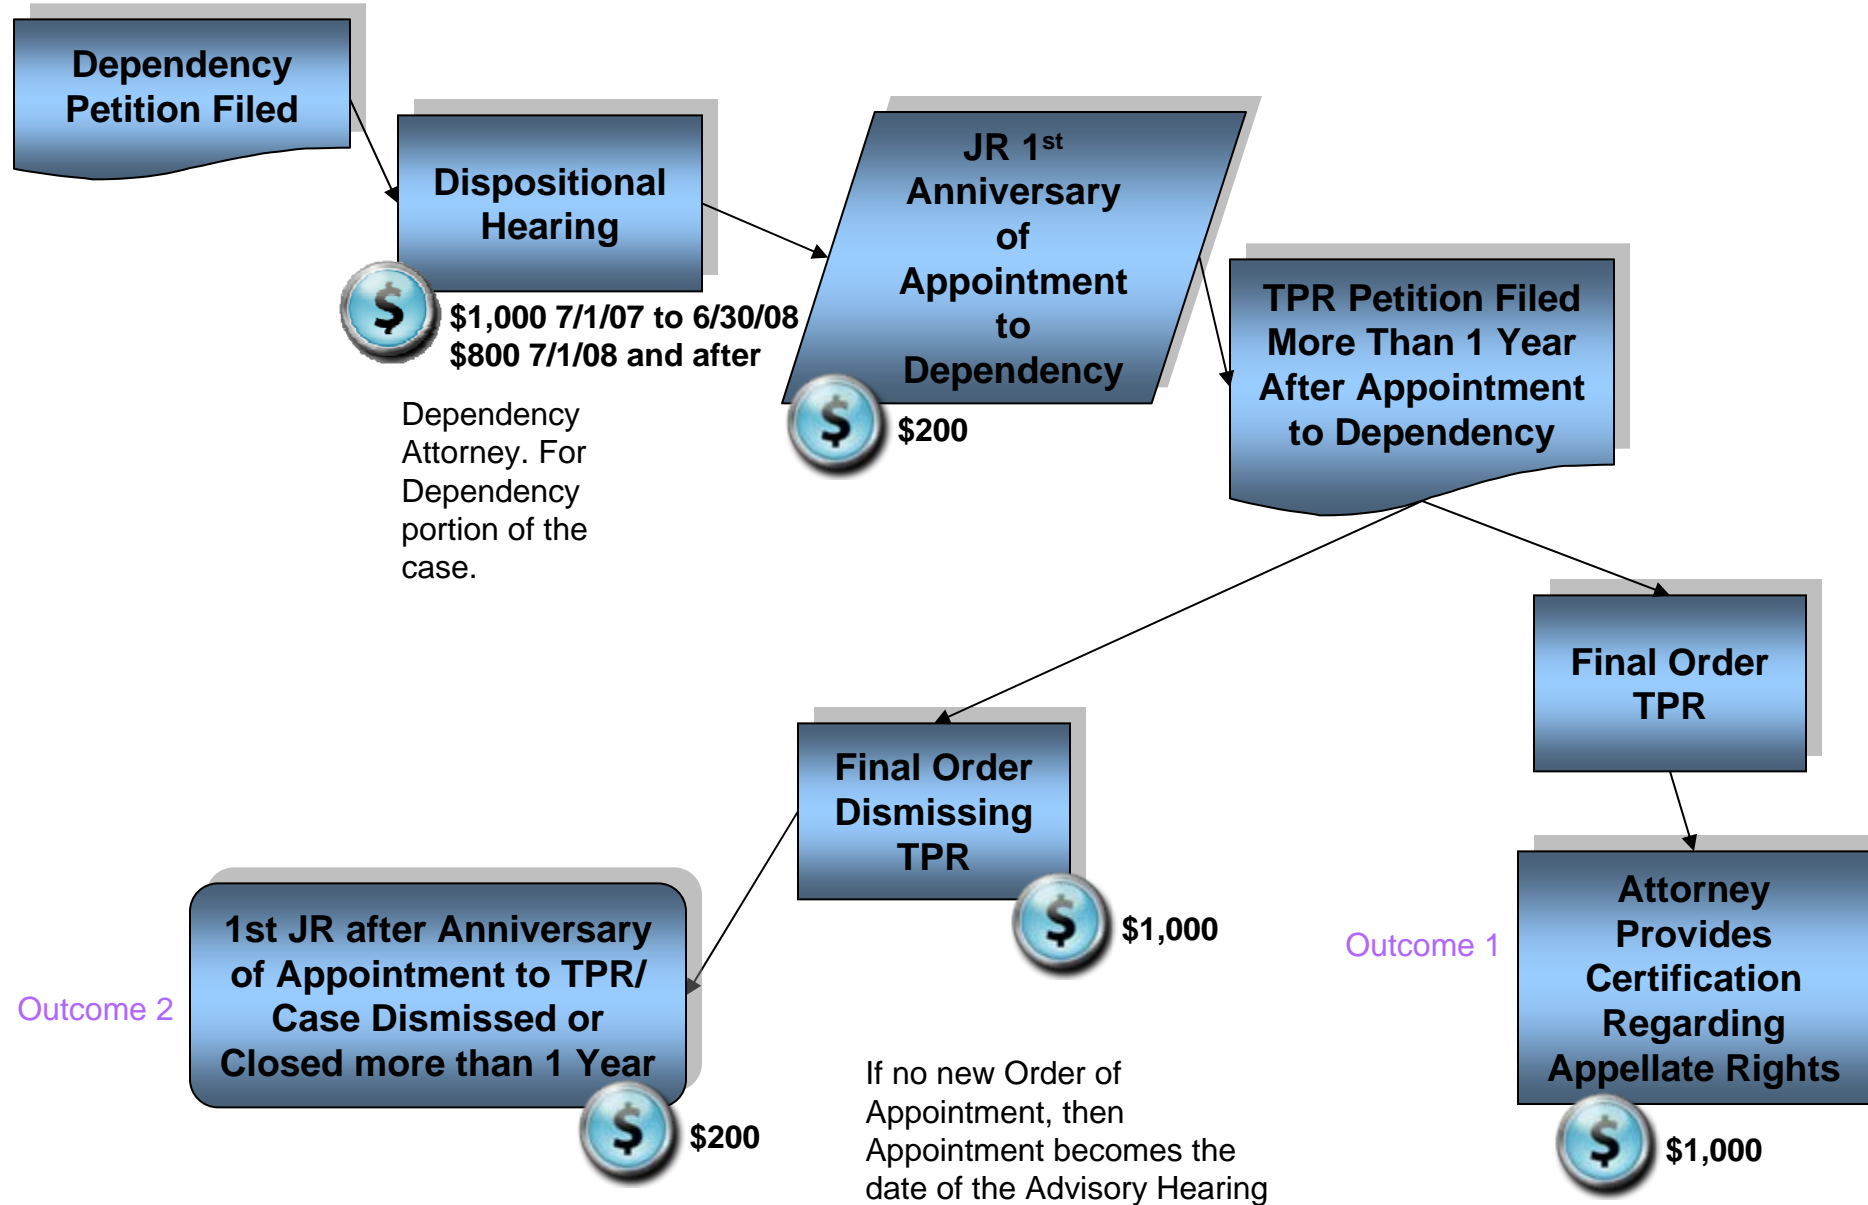 Dependency
Petition Filed
Dispositional
Hearing
$
$1,000 7/1/07 to 6/30/08
$800 7/1/08 and after
Dependency
Attorney. For
Dependency
portion of the
case.
JR 1st
Anniversary
of
Appointment
to
Dependency
$
$200
TPR Petition Filed
More Than 1 Year
After Appointment
to Dependency
Final Order
TPR
Final Order
Dismissing
TPR
$
$1,000
Outcome 1
Attorney
Provides
Certification
Regarding
Appellate Rights
$
$1,000
Outcome 2
1st JR after Anniversary
of Appointment to TPR/
Case Dismissed or
Closed more than 1 Year
$
$200
If no new Order of
Appointment, then
Appointment becomes the
date of the Advisory Hearing